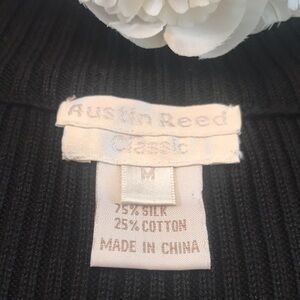 Austin Reed
Classic
M
75% SILK
25% COTTON
MADE IN CHINA